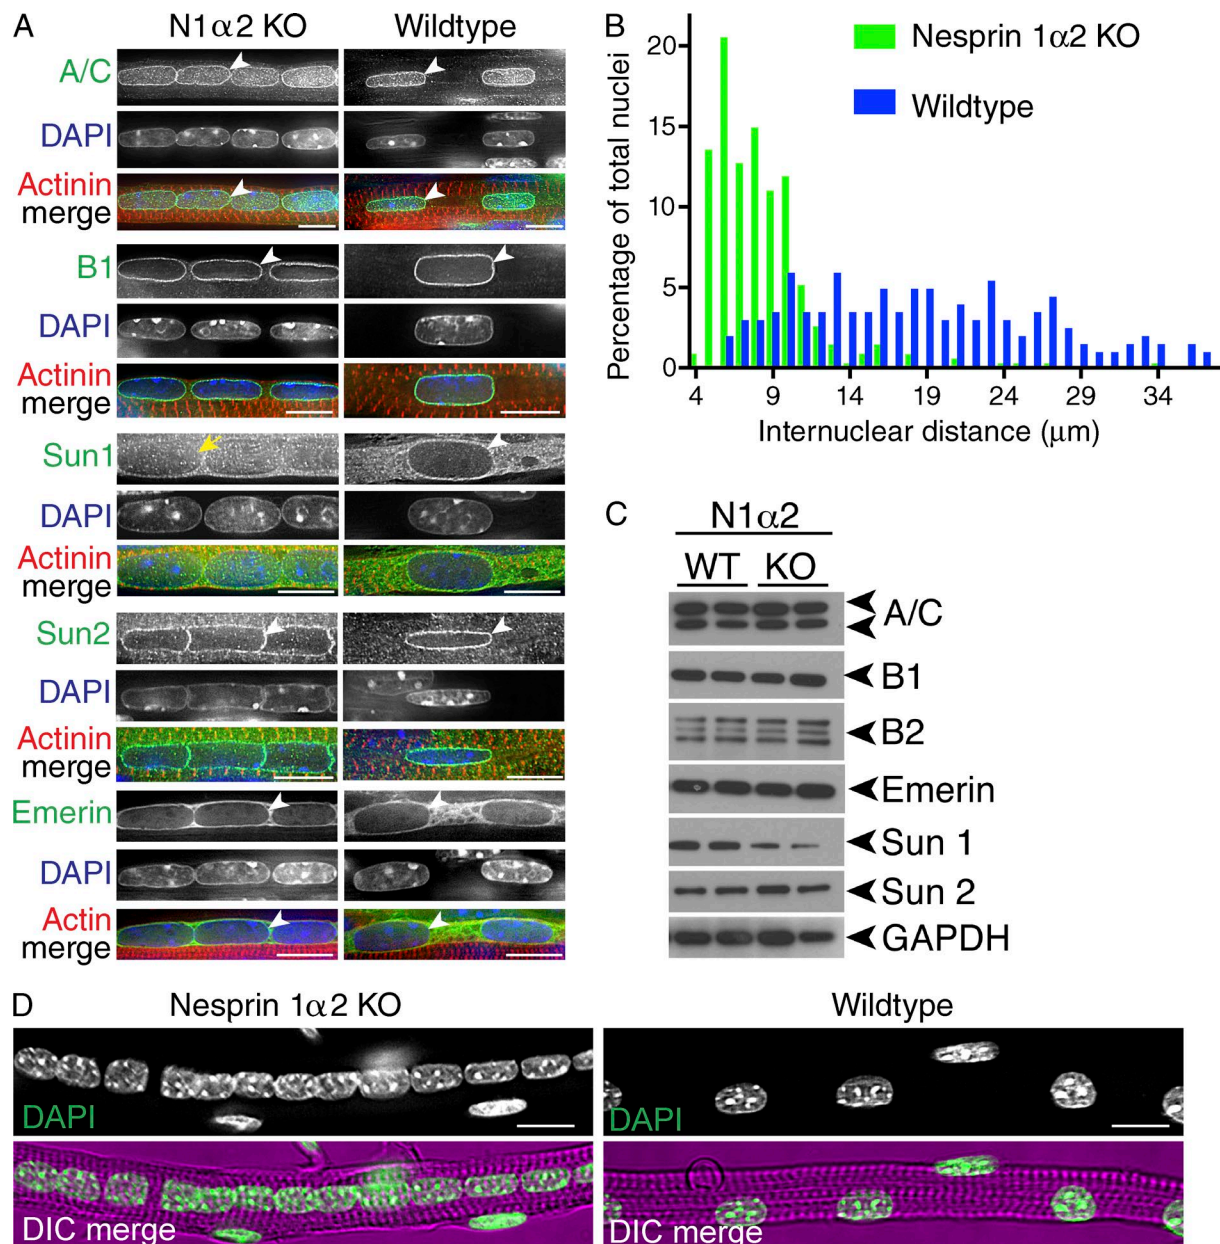 A
N1α2 KO
Wildtype
A/C
DAPI
Actinin
merge
B1
DAPI
Actinin
merge
Sun1
DAPI
Actinin
merge
Sun2
DAPI
Actinin
merge
Emerin
DAPI
Actin
merge
B
Nesprin 1α2 KO
Wildtype
Percentage of total nuclei
20
15
10
5
0
4 9 14 19 24 29 34
Internuclear distance (μm)
C
N1α2
WT KO
A/C
B1
B2
Emerin
Sun 1
Sun 2
GAPDH
D
Nesprin 1α2 KO
Wildtype
DAPI
DAPI
DIC merge
DIC merge